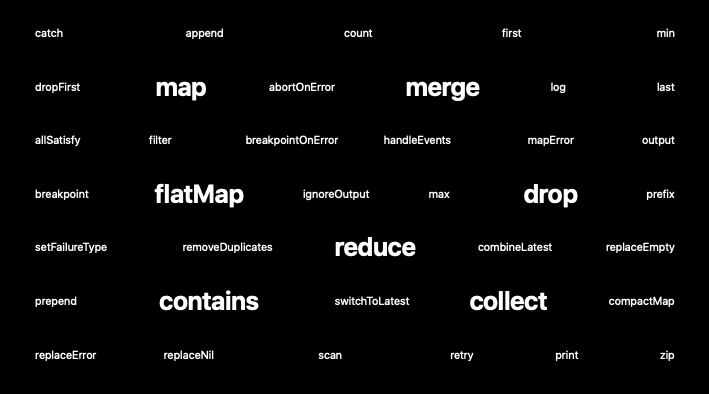 catch append count first min
dropFirst map abortOnError merge log last
allSatisfy filter breakpointOnError handleEvents mapError output
breakpoint flatMap ignoreOutput max drop prefix
setFailureType removeDuplicates reduce combineLatest replaceEmpty
prepend contains switchToLatest collect compactMap
replaceError replaceNil scan retry print zip